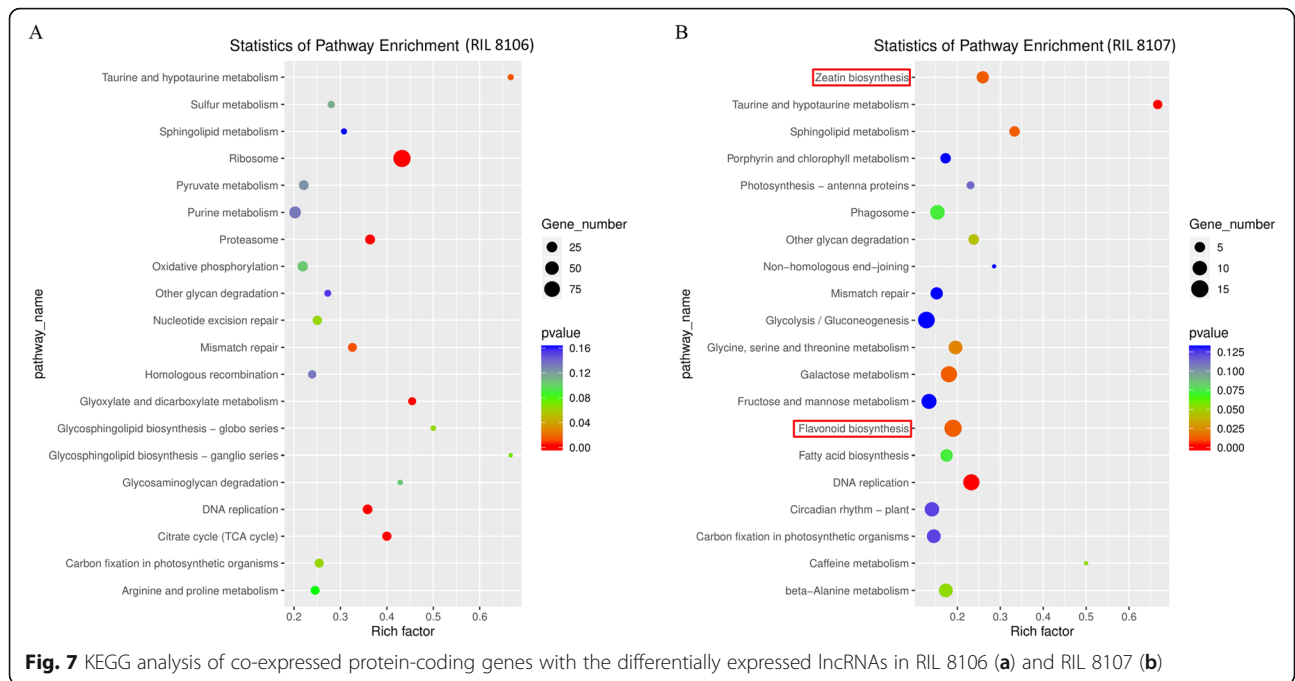 A
Statistics of Pathway Enrichment (RIL 8106)
pathway_name
Taurine and hypotaurine metabolism
Sulfur metabolism
Sphingolipid metabolism
Ribosome
Pyruvate metabolism
Purine metabolism
Proteasome
Oxidative phosphorylation
Other glycan degradation
Nucleotide excision repair
Mismatch repair
Homologous recombination
Glyoxylate and dicarboxylate metabolism
Glycosphingolipid biosynthesis − globo series
Glycosphingolipid biosynthesis − ganglio series
Glycosaminoglycan degradation
DNA replication
Citrate cycle (TCA cycle)
Carbon fixation in photosynthetic organisms
Arginine and proline metabolism
0.2 0.3 0.4 0.5 0.6
Rich factor
Gene_number
25
50
75
pvalue
0.16
0.12
0.08
0.04
0.00
B
Statistics of Pathway Enrichment (RIL 8107)
pathway_name
Zeatin biosynthesis
Taurine and hypotaurine metabolism
Sphingolipid metabolism
Porphyrin and chlorophyll metabolism
Photosynthesis − antenna proteins
Phagosome
Other glycan degradation
Non−homologous end−joining
Mismatch repair
Glycolysis / Gluconeogenesis
Glycine, serine and threonine metabolism
Galactose metabolism
Fructose and mannose metabolism
Flavonoid biosynthesis
Fatty acid biosynthesis
DNA replication
Circadian rhythm − plant
Carbon fixation in photosynthetic organisms
Caffeine metabolism
beta−Alanine metabolism
0.2 0.4 0.6
Rich factor
Gene_number
5
10
15
pvalue
0.125
0.100
0.075
0.050
0.025
0.000
Fig. 7 KEGG analysis of co-expressed protein-coding genes with the differentially expressed lncRNAs in RIL 8106 (a) and RIL 8107 (b)